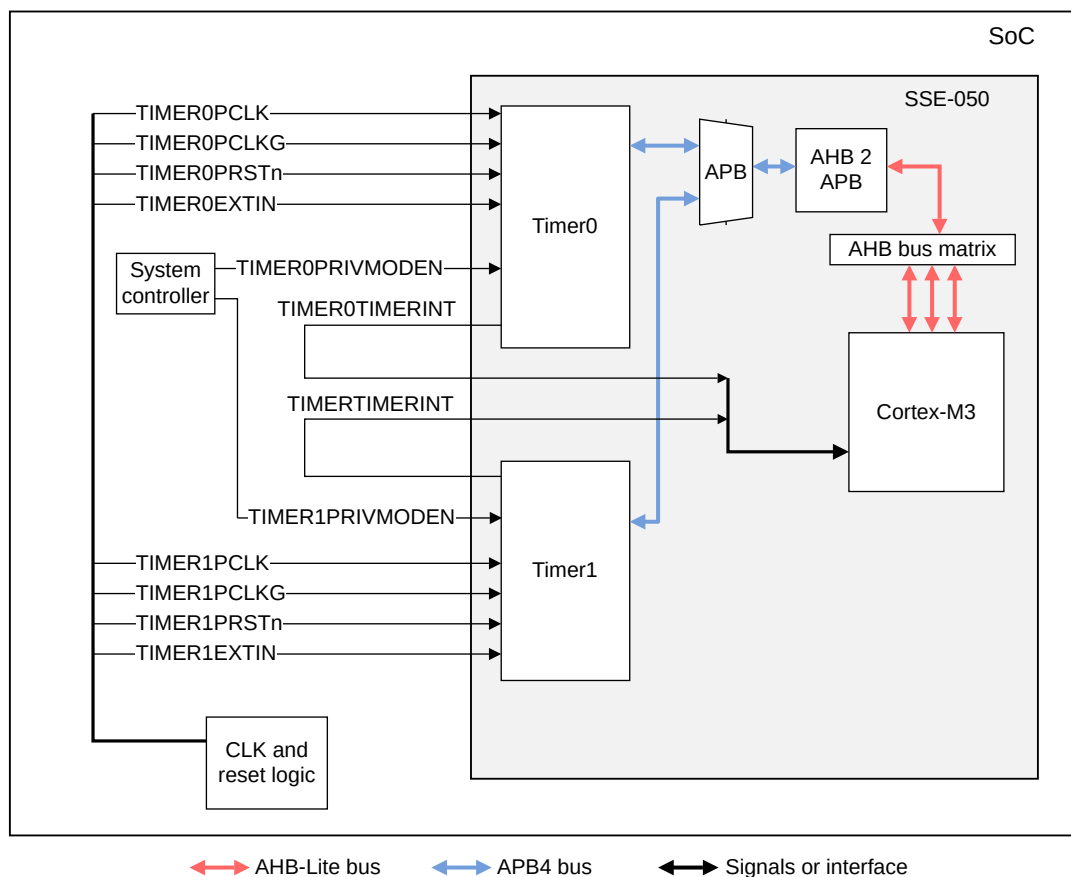 SoC
SSE-050
TIMER0PCLK
TIMER0PCLKG
TIMER0PRSTn
TIMER0EXTIN
Timer0
APB
AHB 2
APB
AHB bus matrix
System
controller
TIMER0PRIVMODEN
TIMER0TIMERINT
TIMERTIMERINT
Cortex-M3
TIMER1PRIVMODEN
TIMER1PCLK
TIMER1PCLKG
TIMER1PRSTn
TIMER1EXTIN
Timer1
CLK and
reset logic
AHB-Lite bus
APB4 bus
Signals or interface